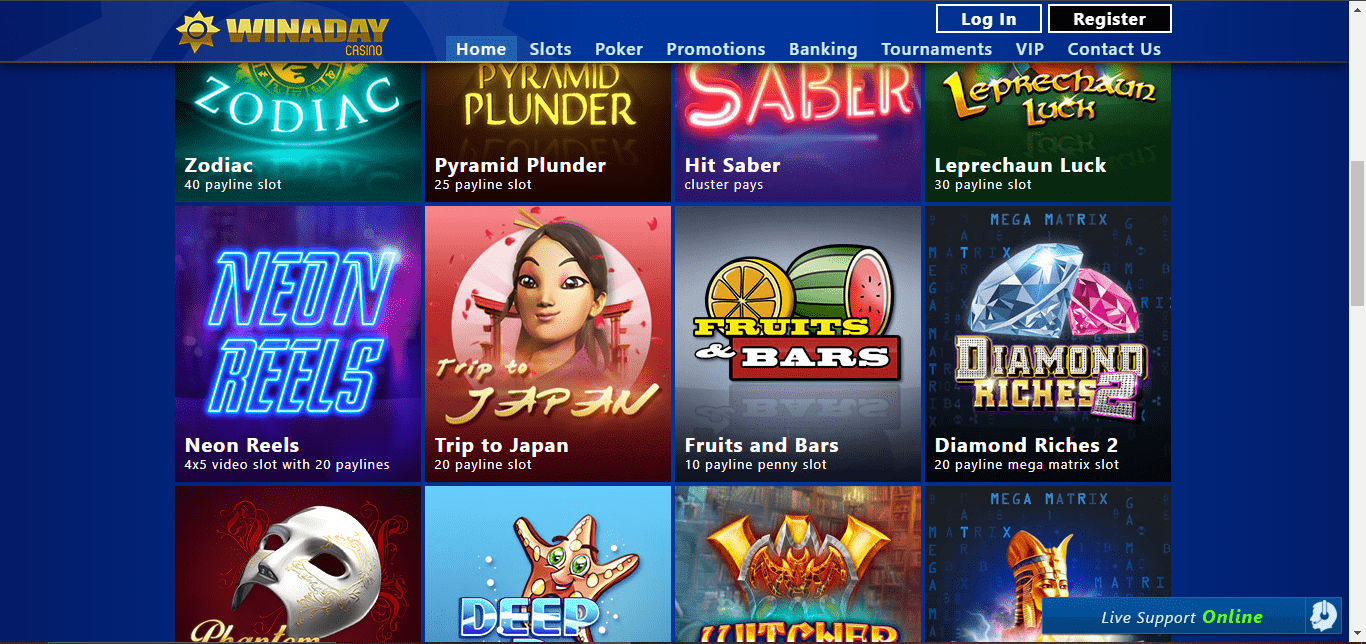 WINADAY
CASINO
Log In
Register
Home
Slots
Poker
Promotions
Banking
Tournaments
VIP
Contact Us
ZODIAC
Zodiac
40 payline slot
PYRAMID
PLUNDER
Pyramid Plunder
25 payline slot
SABER
Hit Saber
cluster pays
LEPRECHAUN
LUCK
Leprechaun Luck
30 payline slot
NEON
REELS
Neon Reels
4x5 video slot with 20 paylines
Trip to
JAPAN
Trip to Japan
20 payline slot
FRUITS
& BARS
Fruits and Bars
10 payline penny slot
MEGA MATRIX
DIAMOND
RICHES 2
Diamond Riches 2
20 payline mega matrix slot
Phantom
DEEP
WITCHER
MEGA MATRIX
Live Support Online